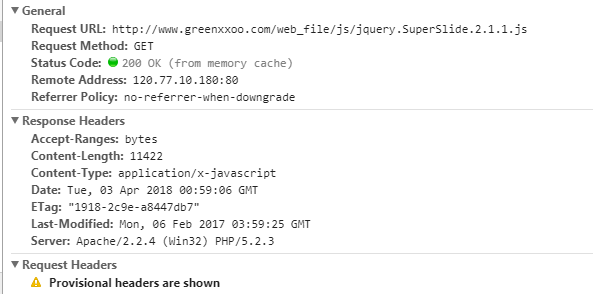 General
Request URL: http://www.greenxxoo.com/web_file/js/jquery.SuperSlide.2.1.1.js
Request Method: GET
Status Code: 200 OK (from memory cache)
Remote Address: 120.77.10.180:80
Referrer Policy: no-referrer-when-downgrade
Response Headers
Accept-Ranges: bytes
Content-Length: 11422
Content-Type: application/x-javascript
Date: Tue, 03 Apr 2018 00:59:06 GMT
ETag: "1918-2c9e-a8447db7"
Last-Modified: Mon, 06 Feb 2017 03:59:25 GMT
Server: Apache/2.2.4 (Win32) PHP/5.2.3
Request Headers
Provisional headers are shown